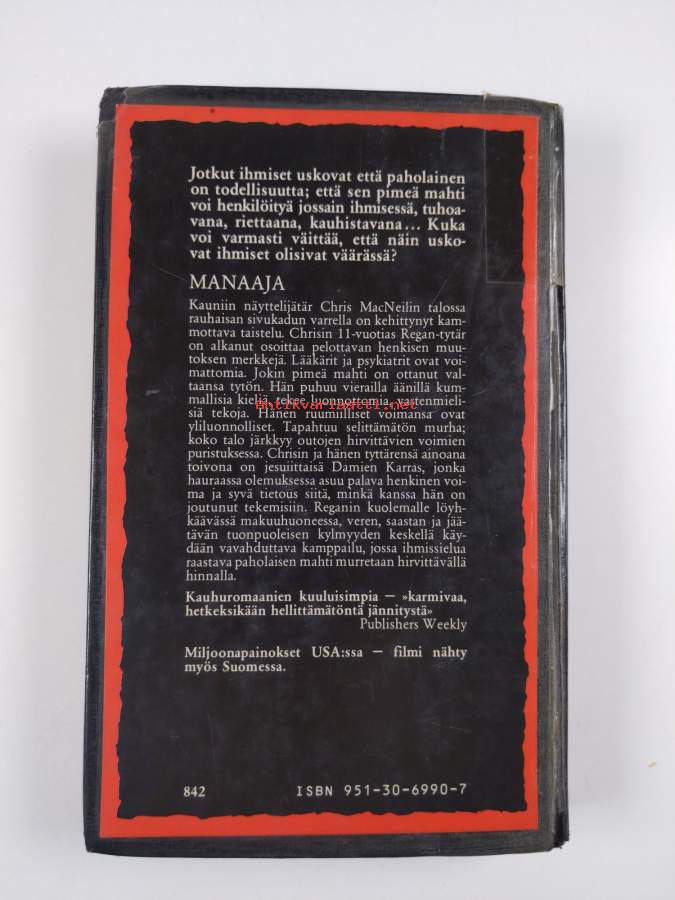 Jotkut ihmiset uskovat että paholainen
on todellisuutta; että sen pimeä mahti
voi henkilöityä jossain ihmisessä, tuhoa-
vana, riettaana, kauhistavana... Kuka
voi varmasti väittää, että näin usko-
vat ihmiset olisivat väärässä?
MANAAJA
Kauniin näyttelijätär Chris MacNeilin talossa
rauhaisan sivukadun varrella on kehittynyt kam-
mottava taistelu. Chrisin 11-vuotias Regan-tytär
on alkanut osoittaa pelottavan henkisen muu-
toksen merkkejä. Lääkärit ja psykiatrit ovat voi-
mattomia. Jokin pimeä mahti on ottanut val-
taansa tytön. Hän puhuu vierailla äänillä kum-
mallisia kieliä, tekee luonnottomia, vastenmieli-
siä tekoja. Hänen ruumiilliset voimansa ovat
yliluonnolliset. Tapahtuu selittämätön murha;
koko talo järkkyy outojen hirvittävien voimien
puristuksessa. Chrisin ja hänen tyttärensä ainoana
toivona on jesuiittaisä Damien Karras, jonka
hauraassa olemuksessa asuu palava henkinen voi-
ma ja syvä tietous siitä, minkä kanssa hän on
joutunut tekemisiin. Reganin kuolemalle löyh-
käävässä makuuhuoneessa, veren, saastan ja jää-
tävän tuonpuoleisen kylmyyden keskellä käy-
dään vavahduttava kamppailu, jossa ihmissielua
raastava paholaisen mahti murretaan hirvittävällä
hinnalla.
Kauhuromaanien kuuluisimpia – »karmivaa,
hetkeksikään hellittämätöntä jännitystä»
Publishers Weekly
Miljoonapainokset USA:ssa – filmi nähty
myös Suomessa.
842 ISBN 951-30-6990-7
antikvariaatti.net